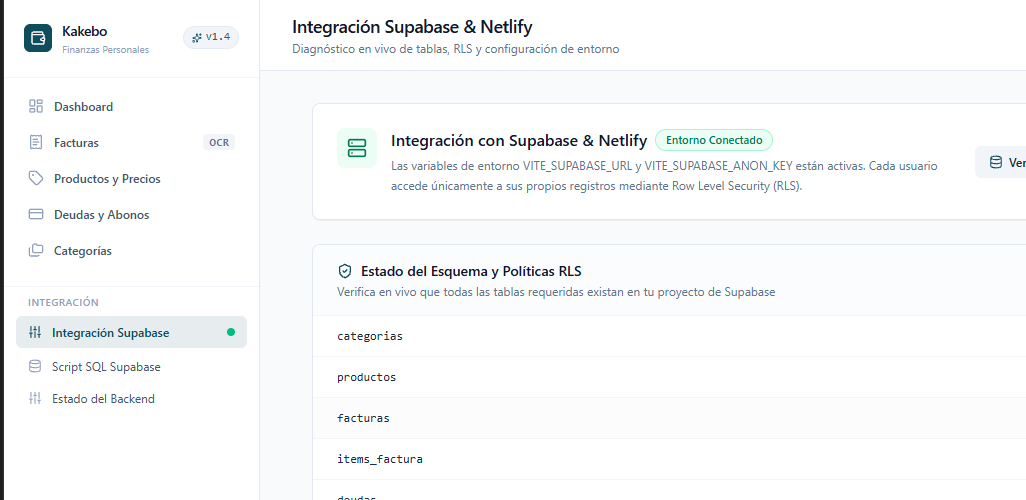 Kakebo
Finanzas Personales
v1.4
Dashboard
Facturas
OCR
Productos y Precios
Deudas y Abonos
Categorías
INTEGRACIÓN
Integración Supabase
Script SQL Supabase
Estado del Backend
Integración Supabase & Netlify
Diagnóstico en vivo de tablas, RLS y configuración de entorno
Integración con Supabase & Netlify
Entorno Conectado
Las variables de entorno VITE_SUPABASE_URL y VITE_SUPABASE_ANON_KEY están activas. Cada usuario
accede únicamente a sus propios registros mediante Row Level Security (RLS).
Ver
Estado del Esquema y Políticas RLS
Verifica en vivo que todas las tablas requeridas existan en tu proyecto de Supabase
categorias
productos
facturas
items_factura
deudas